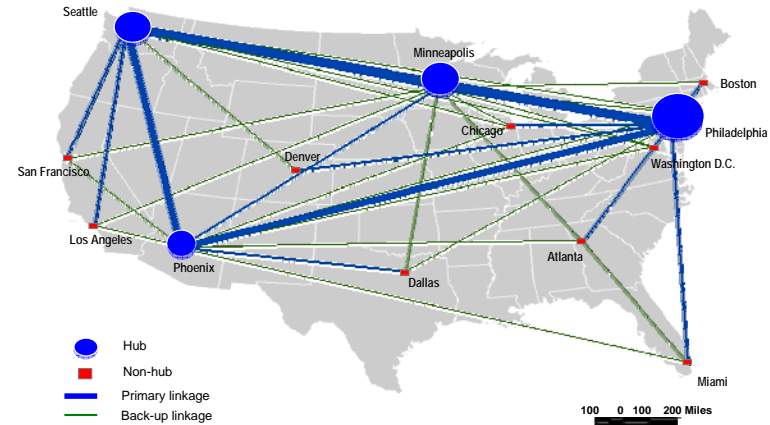 Seattle
Minneapolis
Boston
Chicago
Philadelphia
Denver
Washington D.C.
San Francisco
Los Angeles
Phoenix
Atlanta
Dallas
Hub
Non-hub
Miami
Primary linkage
Back-up linkage
100 0 100 200 Miles